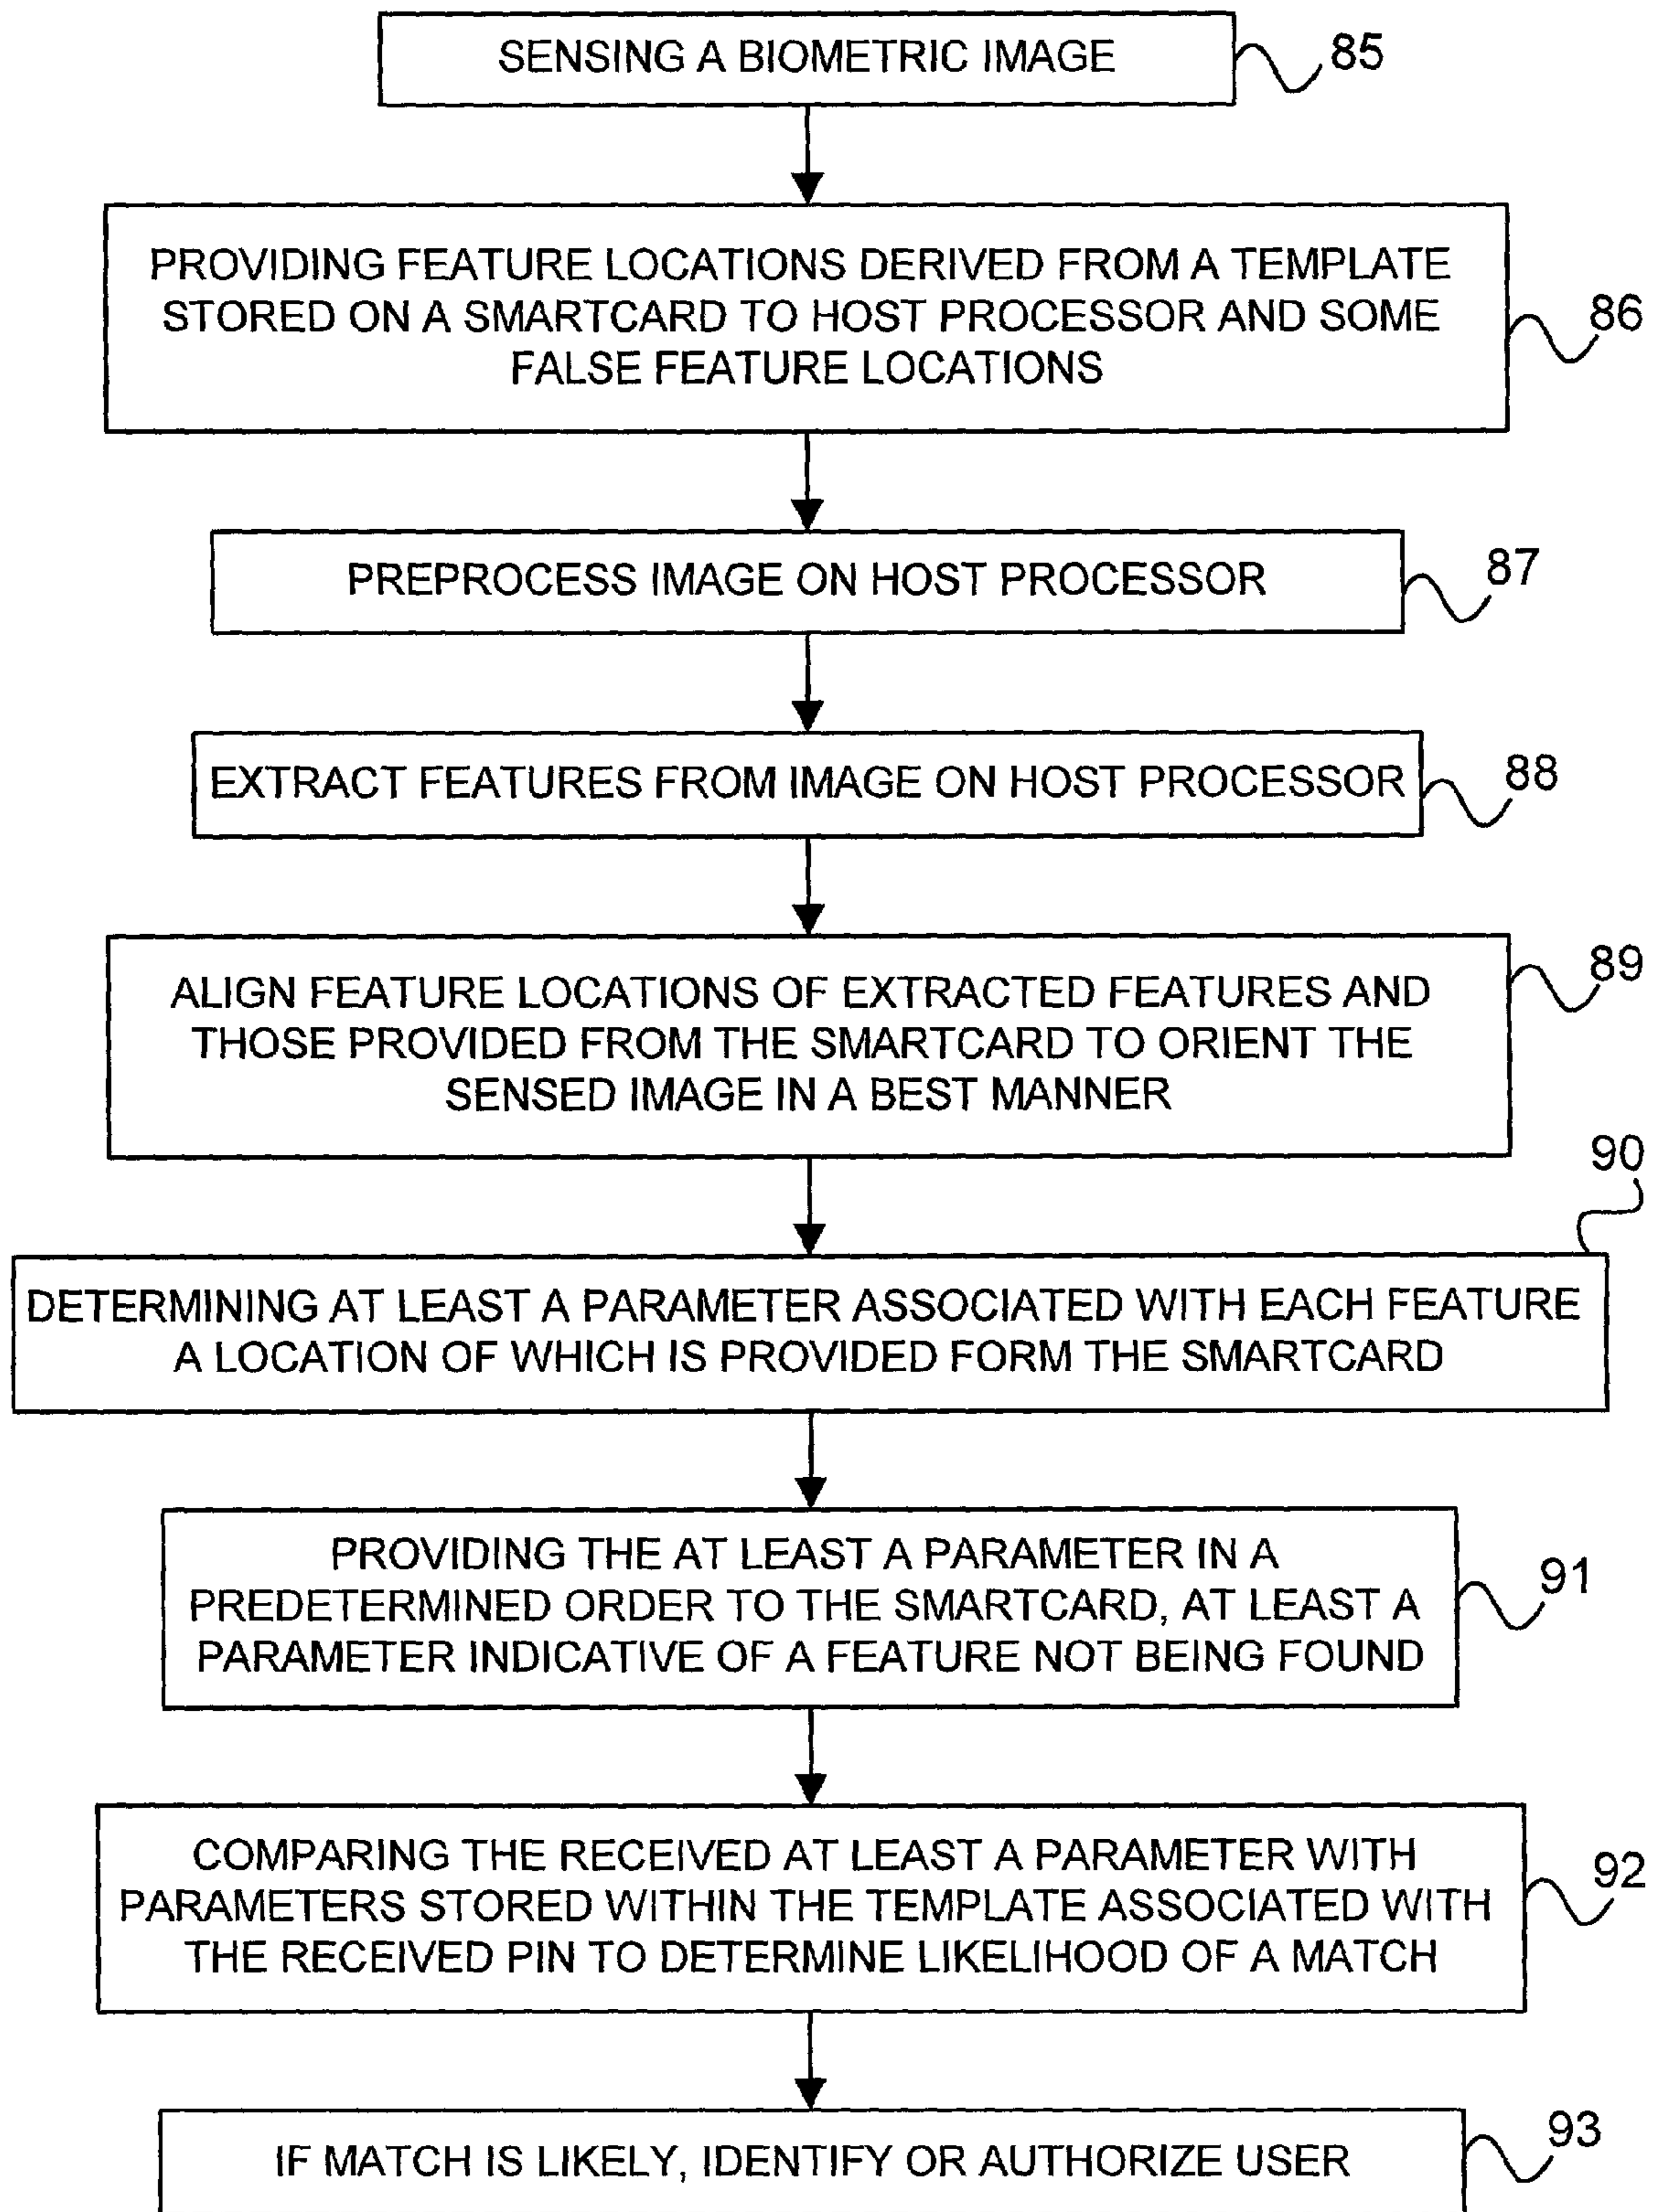 SENSING A BIOMETRIC IMAGE
85
PROVIDING FEATURE LOCATIONS DERIVED FROM A TEMPLATE
STORED ON A SMARTCARD TO HOST PROCESSOR AND SOME
FALSE FEATURE LOCATIONS
86
PREPROCESS IMAGE ON HOST PROCESSOR
87
EXTRACT FEATURES FROM IMAGE ON HOST PROCESSOR
88
ALIGN FEATURE LOCATIONS OF EXTRACTED FEATURES AND
THOSE PROVIDED FROM THE SMARTCARD TO ORIENT THE
SENSED IMAGE IN A BEST MANNER
89
90
DETERMINING AT LEAST A PARAMETER ASSOCIATED WITH EACH FEATURE
A LOCATION OF WHICH IS PROVIDED FORM THE SMARTCARD
PROVIDING THE AT LEAST A PARAMETER IN A
PREDETERMINED ORDER TO THE SMARTCARD, AT LEAST A
PARAMETER INDICATIVE OF A FEATURE NOT BEING FOUND
91
COMPARING THE RECEIVED AT LEAST A PARAMETER WITH
PARAMETERS STORED WITHIN THE TEMPLATE ASSOCIATED WITH
THE RECEIVED PIN TO DETERMINE LIKELIHOOD OF A MATCH
92
IF MATCH IS LIKELY, IDENTIFY OR AUTHORIZE USER
93